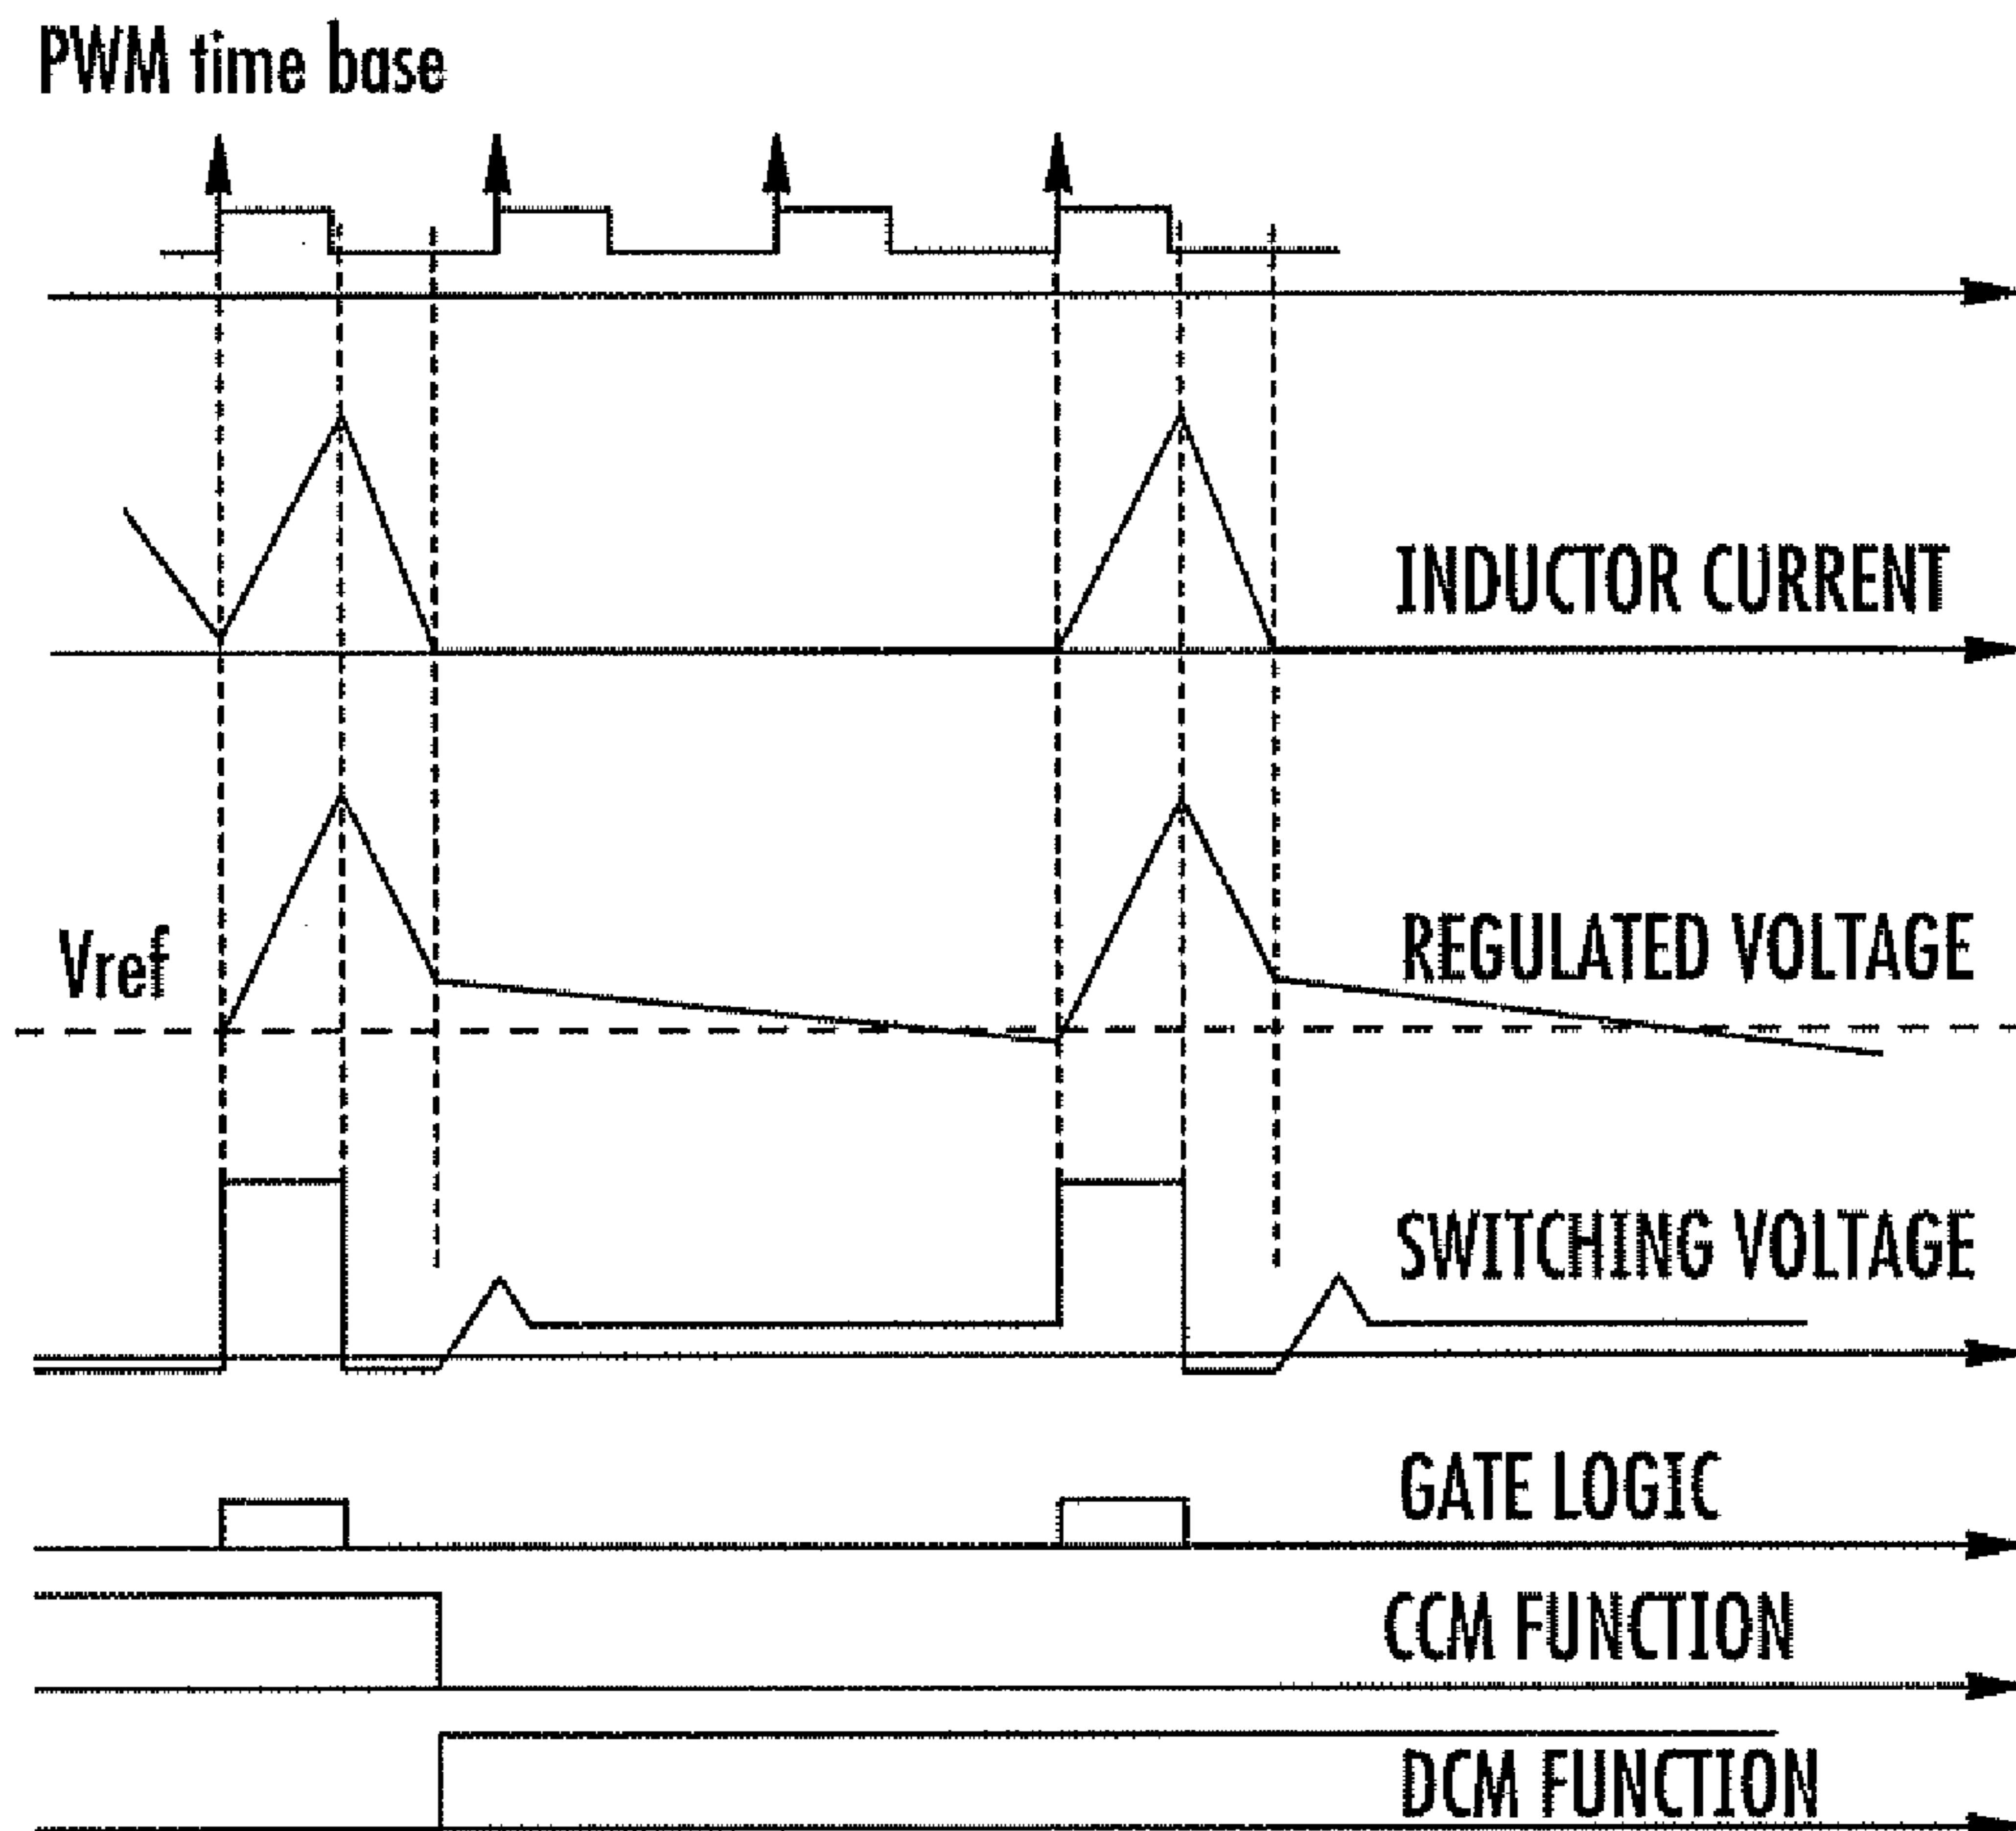 PWM time base
INDUCTOR CURRENT
REGULATED VOLTAGE
Vref
SWITCHING VOLTAGE
GATE LOGIC
CCM FUNCTION
DCM FUNCTION